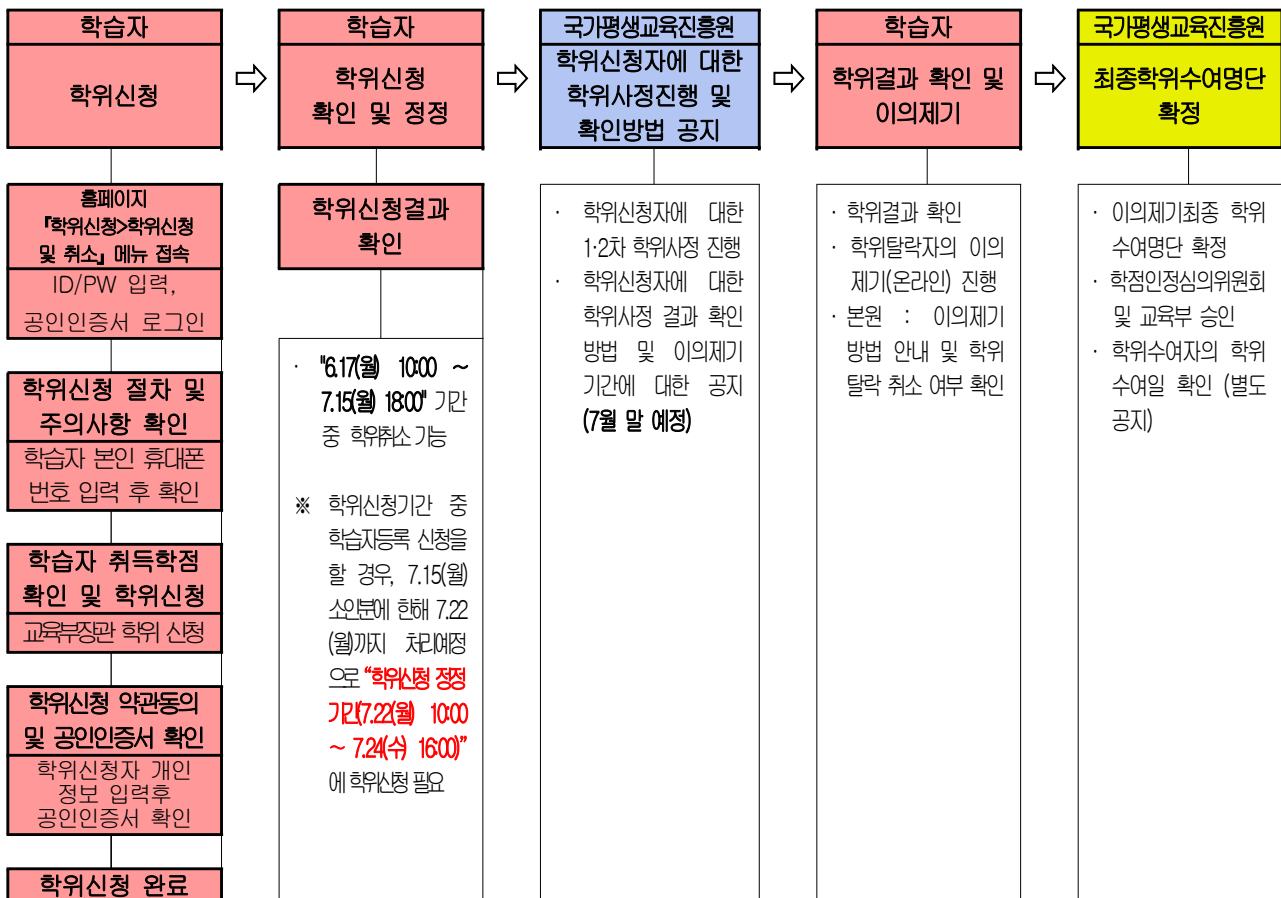 학습자
학위신청
홈페이지
『학위신청>학위신청
및 취소』 메뉴 접속
ID/PW 입력,
공인인증서 로그인
학위신청 절차 및
주의사항 확인
학습자 본인 휴대폰
번호 입력 후 확인
학습자 취득학점
확인 및 학위신청
교육부장관 학위 신청
학위신청 약관동의
및 공인인증서 확인
학위신청자 개인
정보 입력후
공인인증서 확인
학위신청 완료
학습자
학위신청
확인 및 정정
학위신청결과
확인
· "6.17(월) 10:00 ~
7.15(월) 18:00" 기간
중 학위취소 가능
※ 학위신청기간 중
학습자등록 신청을
할 경우, 7.15(월)
소인분에 한해 7.22
(월)까지 처리예정
으로 “학위신청 정정
기간(7.22(월) 10:00
~ 7.24(수) 16:00)”
에 학위신청 필요
국가평생교육진흥원
학위신청자에 대한
학위사정진행 및
확인방법 공지
· 학위신청자에 대한
1·2차 학위사정 진행
· 학위신청자에 대한
학위사정 결과 확인
방법 및 이의제기
기간에 대한 공지
(7월 말 예정)
학습자
학위결과 확인 및
이의제기
· 학위결과 확인
· 학위탈락자의 이의
제기(온라인) 진행
· 본원 : 이의제기
방법 안내 및 학위
탈락 취소 여부 확인
국가평생교육진흥원
최종학위수여명단
확정
· 이의제기최종 학위
수여명단 확정
· 학점인정심의위원회
및 교육부 승인
· 학위수여자의 학위
수여일 확인 (별도
공지)